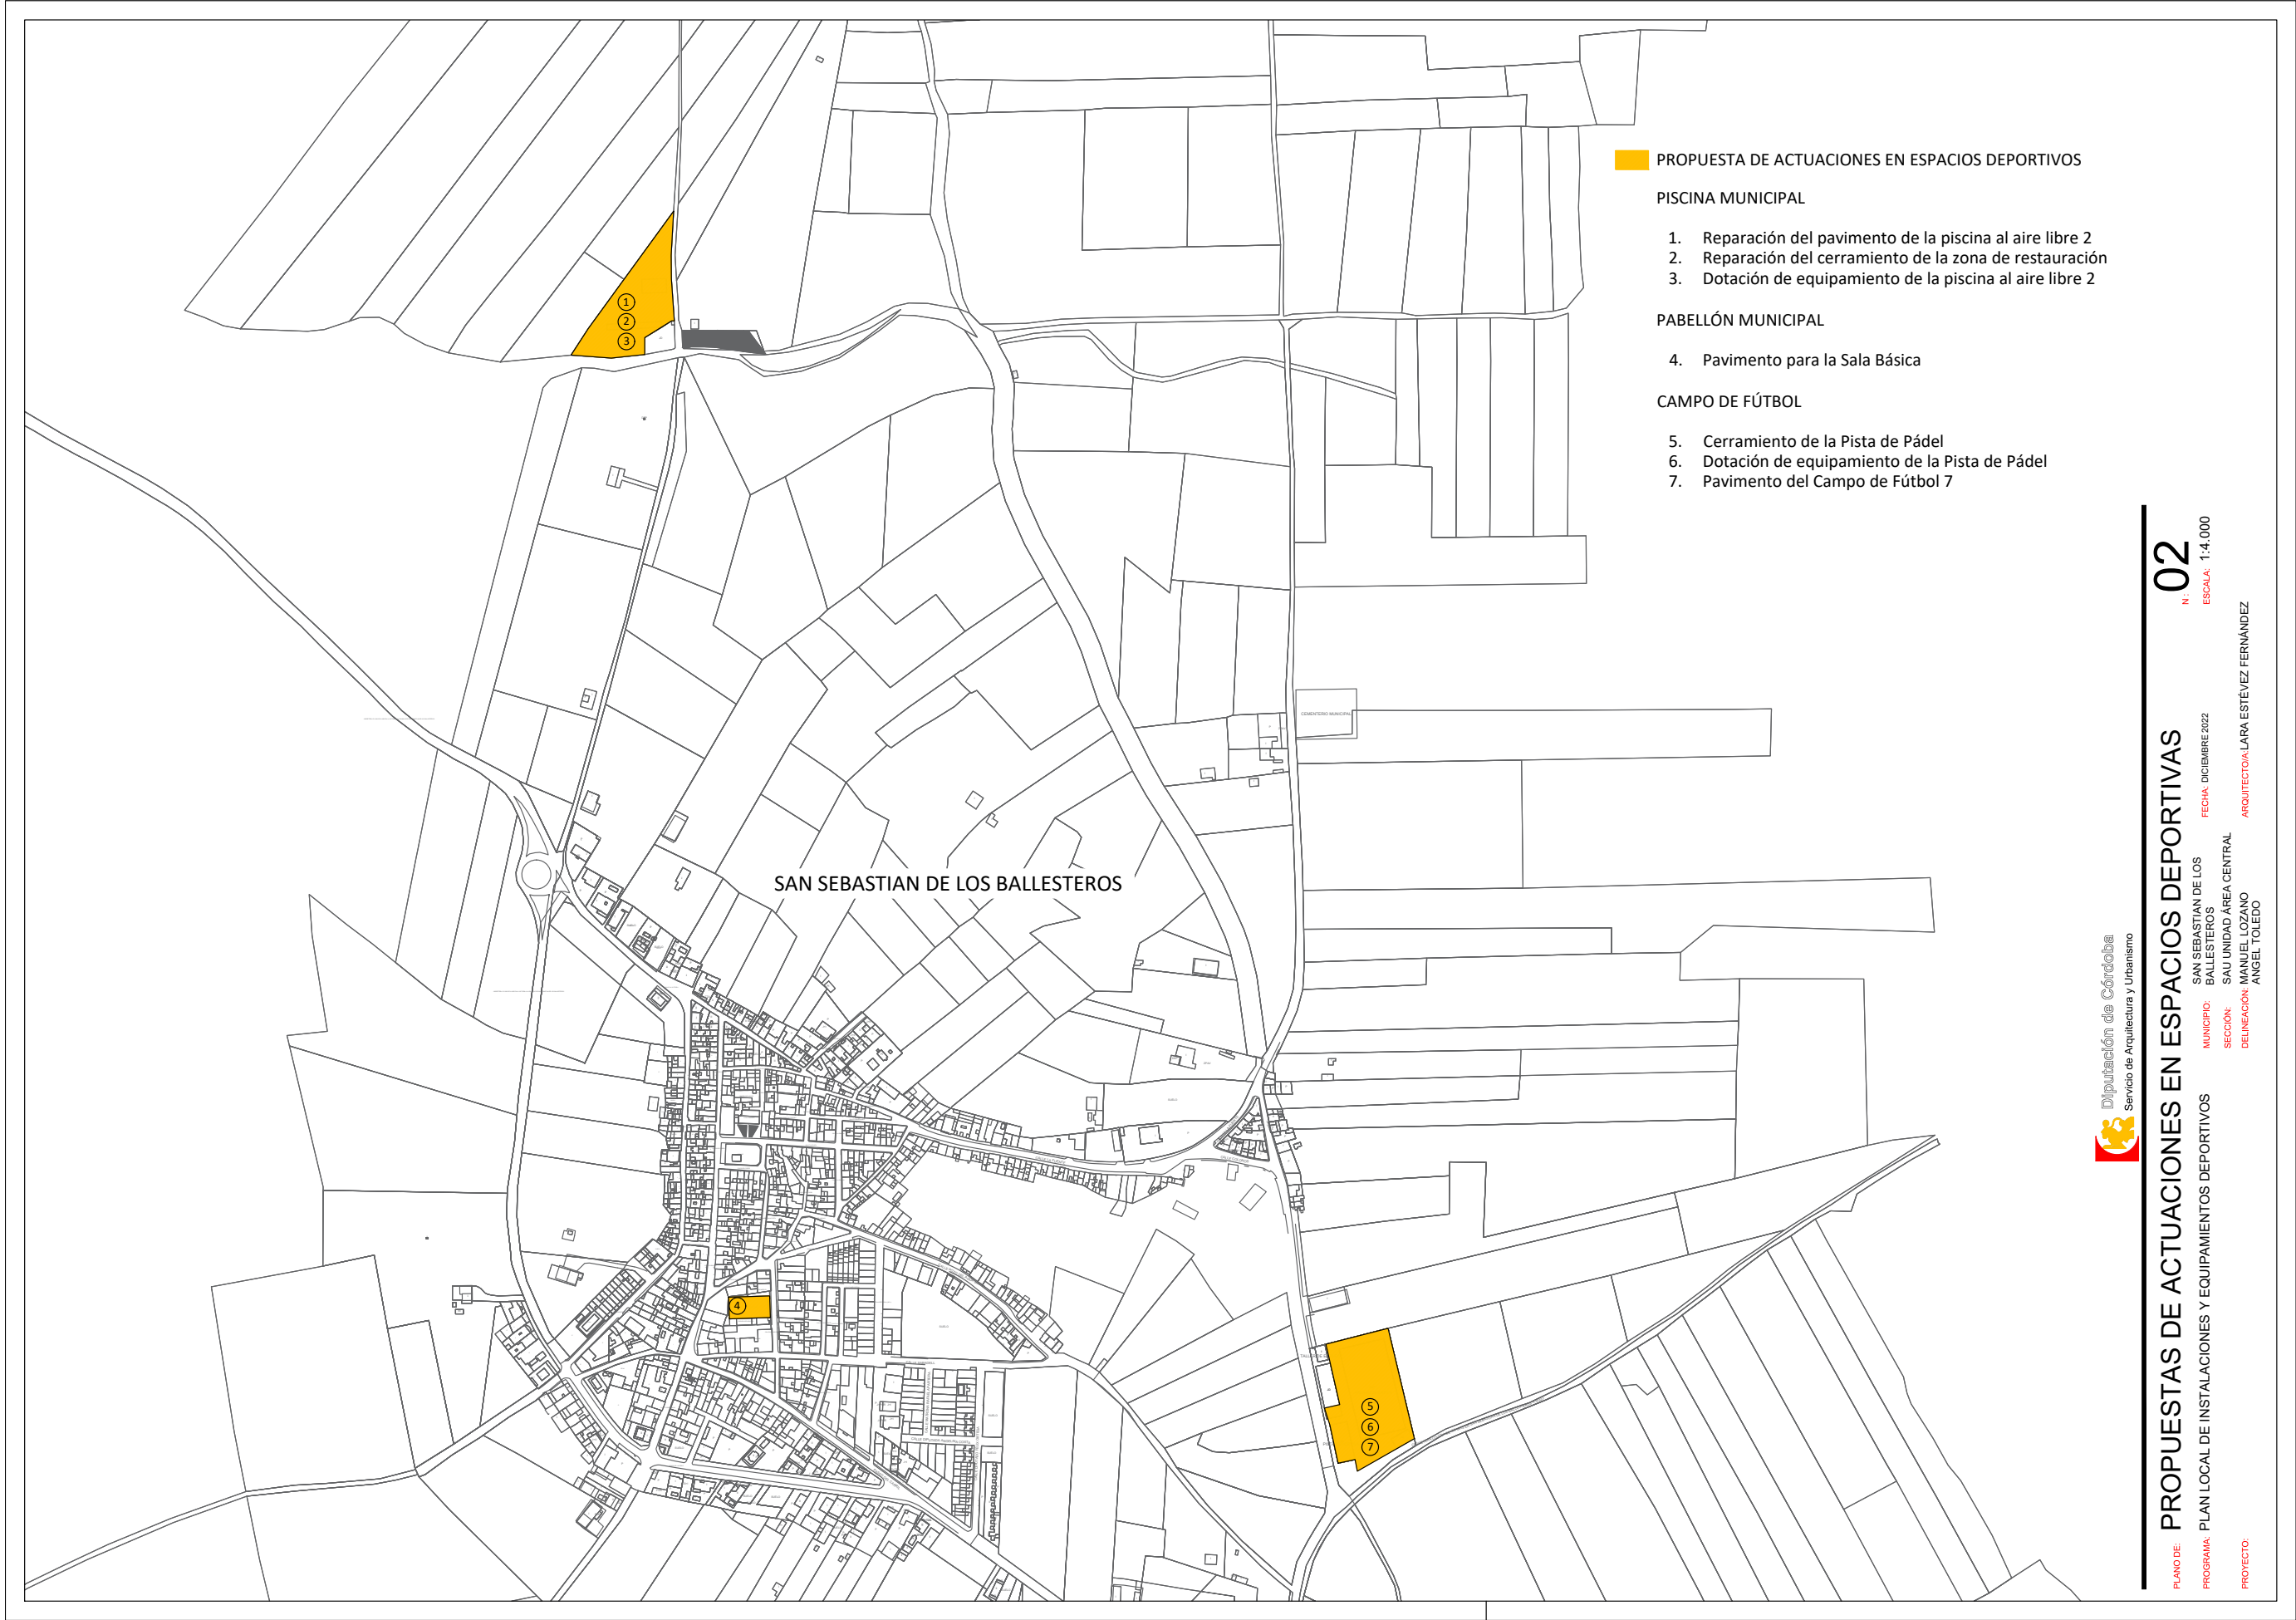 PROPUESTA DE ACTUACIONES EN ESPACIOS DEPORTIVOS
PISCINA MUNICIPAL
1. Reparación del pavimento de la piscina al aire libre 2
2. Reparación del cerramiento de la zona de restauración
3. Dotación de equipamiento de la piscina al aire libre 2
PABELLÓN MUNICIPAL
4. Pavimento para la Sala Básica
CAMPO DE FÚTBOL
5. Cerramiento de la Pista de Pádel
6. Dotación de equipamiento de la Pista de Pádel
7. Pavimento del Campo de Fútbol 7
1
2
3
CEMENTERIO MUNICIPAL
SAN SEBASTIAN DE LOS BALLESTEROS
4
5
6
7
Diputación de Córdoba
Servicio de Arquitectura y Urbanismo
PLANO DE: PROPUESTAS DE ACTUACIONES EN ESPACIOS DEPORTIVAS
N : 02
PROGRAMA: PLAN LOCAL DE INSTALACIONES Y EQUIPAMIENTOS DEPORTIVOS
MUNICIPIO: SAN SEBASTIAN DE LOS
BALLESTEROS
FECHA: DICIEMBRE 2022
ESCALA: 1:4.000
SECCIÓN: SAU UNIDAD ÁREA CENTRAL
PROYECTO:
DELINEACIÓN: MANUEL LOZANO
ANGEL TOLEDO
ARQUITECTO/A: LARA ESTÉVEZ FERNÁNDEZ